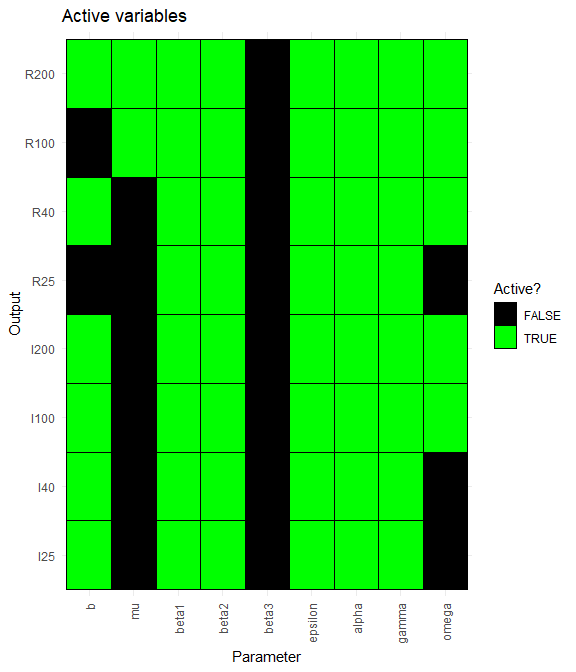 Active variables
Output
R200
R100
R40
R25
I200
I100
I40
I25
b
mu
beta1
beta2
beta3
epsilon
alpha
gamma
omega
Parameter
Active?
FALSE
TRUE